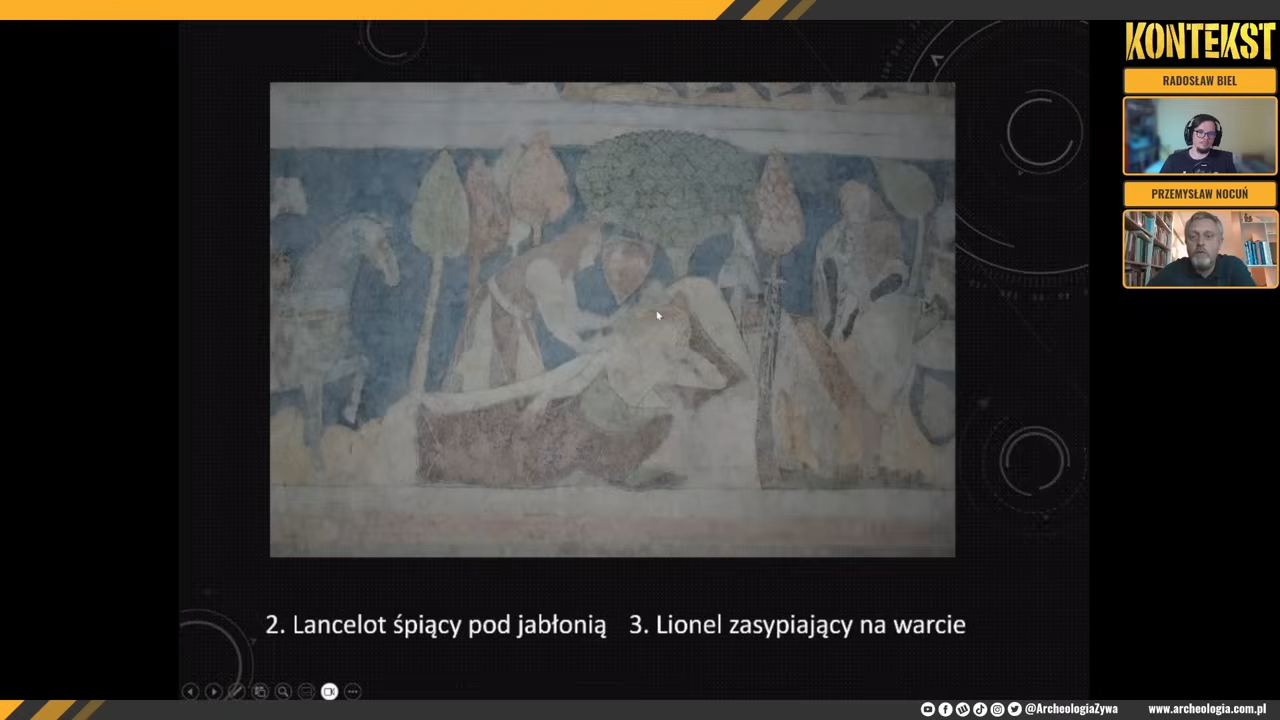 KONTEKST
RADOSŁAW BIEL
PRZEMYSŁAW NOCUŃ
2. Lancelot śpiący pod jabłonią 3. Lionel zasypiający na warcie
@ArcheologiaZywa www.archeologia.com.pl